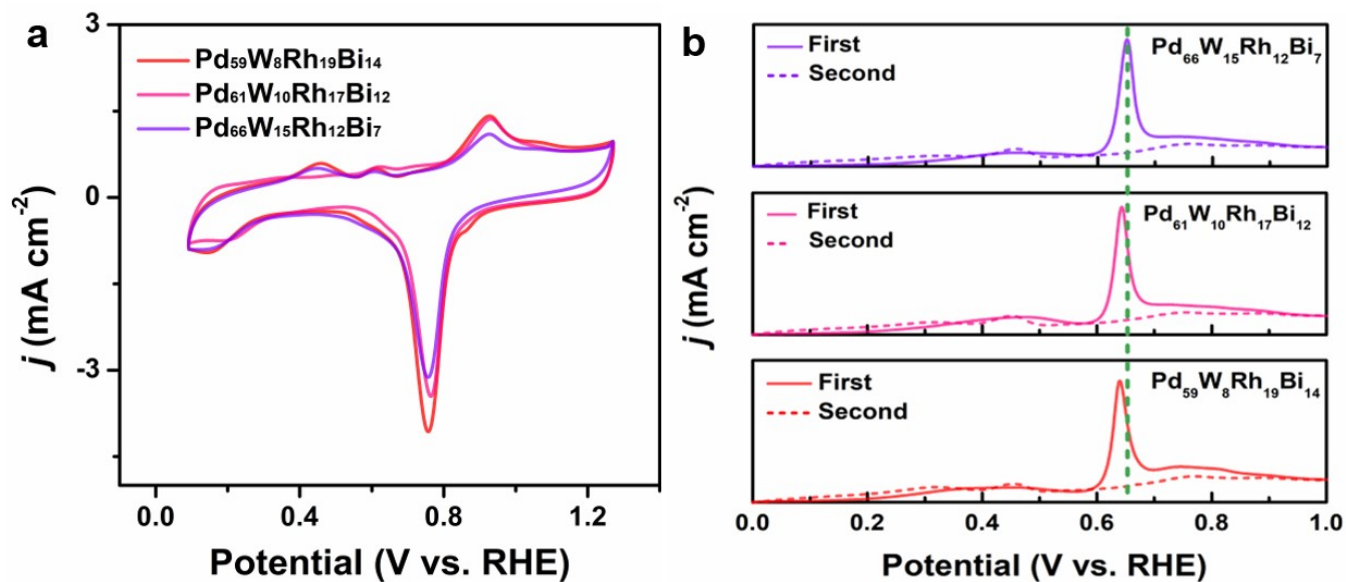 a
Pd₅₉W₈Rh₁₉Bi₁₄
Pd₆₁W₁₀Rh₁₇Bi₁₂
Pd₆₆W₁₅Rh₁₂Bi₇
j (mA cm⁻²)
3
0
-3
0.0 0.4 0.8 1.2
Potential (V vs. RHE)
b
First
Second
Pd₆₆W₁₅Rh₁₂Bi₇
First
Second
Pd₆₁W₁₀Rh₁₇Bi₁₂
First
Second
Pd₅₉W₈Rh₁₉Bi₁₄
j (mA cm⁻²)
0.0 0.2 0.4 0.6 0.8 1.0
Potential (V vs. RHE)